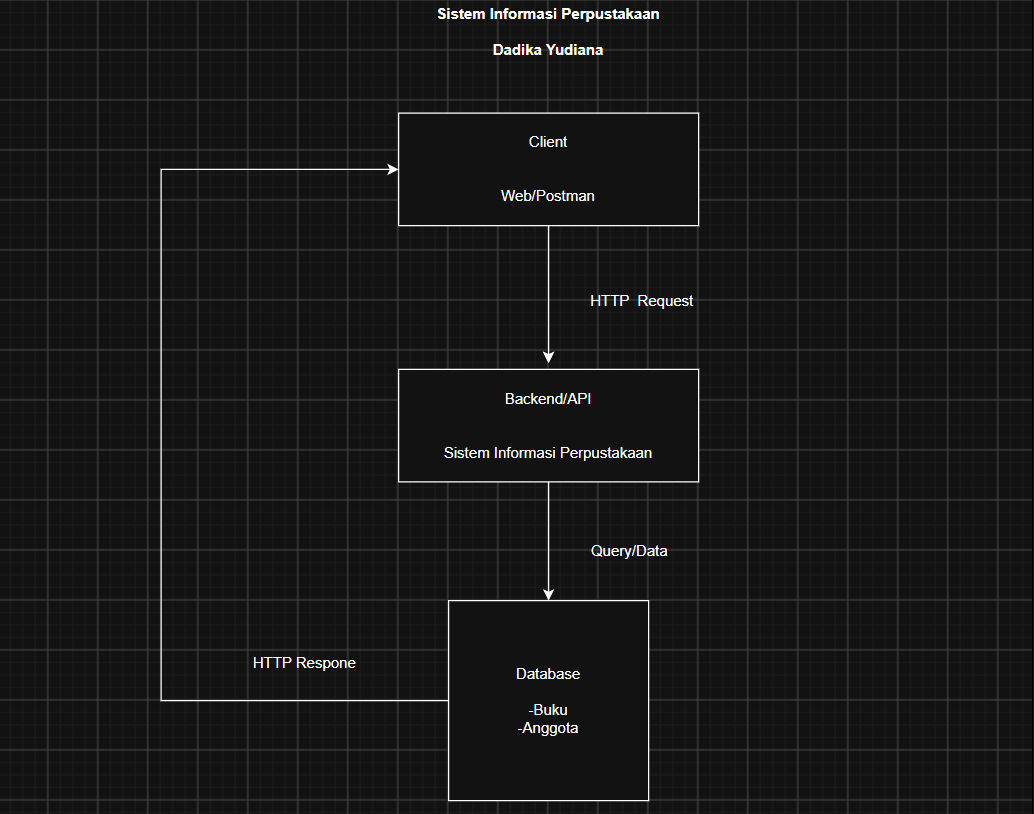 Sistem Informasi Perpustakaan
Dadika Yudiana
Client
Web/Postman
HTTP  Request
Backend/API
Sistem Informasi Perpustakaan
Query/Data
HTTP Respone
Database
-Buku
-Anggota